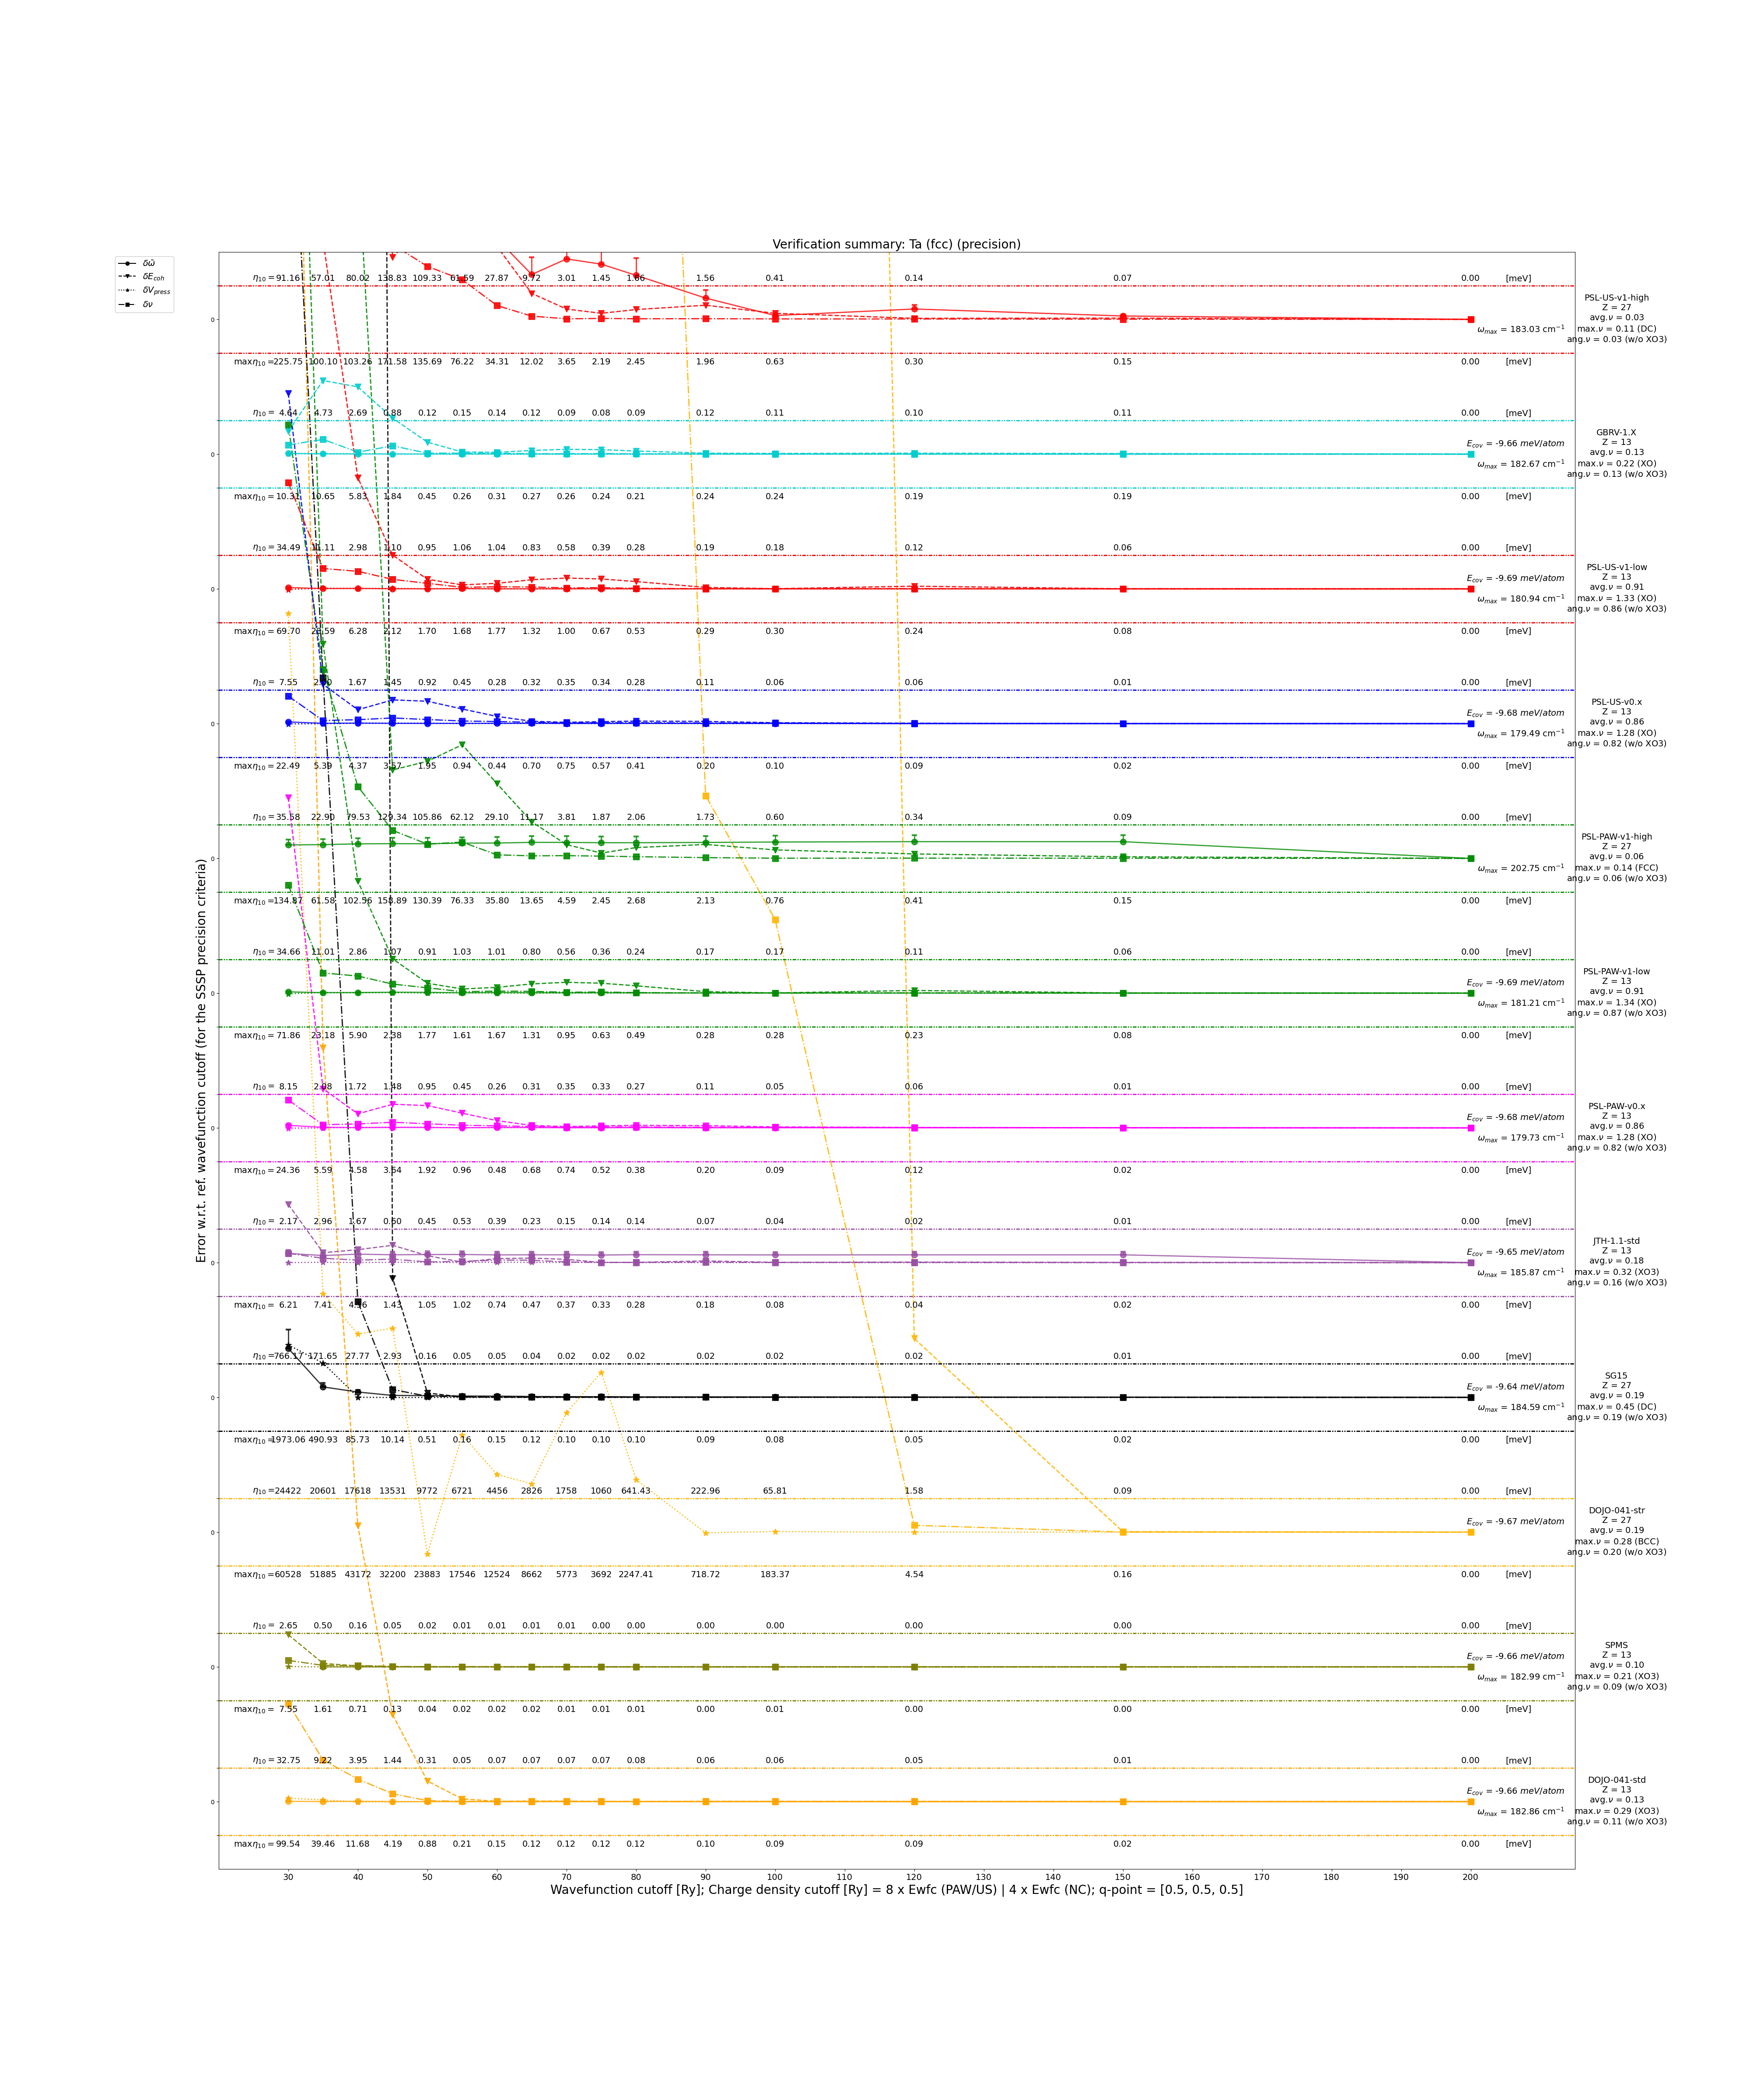 Verification summary: Ta (fcc) (precision)
δω̄
δE_coh
δV_press
δν
Error w.r.t. ref. wavefunction cutoff (for the SSSP precision criteria)
η₁₀ = 91.16 57.01 80.02 138.83 109.33 61.59 27.87 9.72 3.01 1.45 1.66 1.56 0.41 0.14 0.07 0.00 [meV]
0
ω_max = 183.03 cm⁻¹
PSL-US-v1-high
Z = 27
avg.ν = 0.03
max.ν = 0.11 (DC)
ang.ν = 0.03 (w/o XO3)
maxη₁₀ = 225.75 100.10 103.26 171.58 135.69 76.22 34.31 12.02 3.65 2.19 2.45 1.96 0.63 0.30 0.15 0.00 [meV]
η₁₀ = 4.64 4.73 2.69 0.88 0.12 0.15 0.14 0.12 0.09 0.08 0.09 0.12 0.11 0.10 0.11 0.00 [meV]
0
E_cov = -9.66 meV/atom
ω_max = 182.67 cm⁻¹
GBRV-1.X
Z = 13
avg.ν = 0.13
max.ν = 0.22 (XO)
ang.ν = 0.13 (w/o XO3)
maxη₁₀ = 10.31 10.65 5.83 1.84 0.45 0.26 0.31 0.27 0.26 0.24 0.21 0.24 0.24 0.19 0.19 0.00 [meV]
η₁₀ = 34.49 11.11 2.98 1.10 0.95 1.06 1.04 0.83 0.58 0.39 0.28 0.19 0.18 0.12 0.06 0.00 [meV]
0
E_cov = -9.69 meV/atom
ω_max = 180.94 cm⁻¹
PSL-US-v1-low
Z = 13
avg.ν = 0.91
max.ν = 1.33 (XO)
ang.ν = 0.86 (w/o XO3)
maxη₁₀ = 69.70 6.28 2.12 1.70 1.68 1.77 1.32 1.00 0.67 0.53 0.29 0.30 0.24 0.08 0.00 [meV]
η₁₀ = 7.55 1.67 1.45 0.92 0.45 0.28 0.32 0.35 0.34 0.28 0.11 0.06 0.06 0.01 0.00 [meV]
0
E_cov = -9.68 meV/atom
ω_max = 179.49 cm⁻¹
PSL-US-v0.x
Z = 13
avg.ν = 0.86
max.ν = 1.28 (XO)
ang.ν = 0.82 (w/o XO3)
maxη₁₀ = 22.49 5.39 4.37 3.57 1.95 0.94 0.44 0.70 0.75 0.57 0.41 0.20 0.10 0.09 0.02 0.00 [meV]
η₁₀ = 35.58 22.90 79.53 129.34 105.86 62.12 29.10 11.17 3.81 1.87 2.06 1.73 0.60 0.34 0.09 0.00 [meV]
0
ω_max = 202.75 cm⁻¹
PSL-PAW-v1-high
Z = 27
avg.ν = 0.06
max.ν = 0.14 (FCC)
ang.ν = 0.06 (w/o XO3)
maxη₁₀ = 134.87 61.58 102.56 158.89 130.39 76.33 35.80 13.65 4.59 2.45 2.68 2.13 0.76 0.41 0.15 0.00 [meV]
η₁₀ = 34.66 11.01 2.86 1.07 0.91 1.03 1.01 0.80 0.56 0.36 0.24 0.17 0.17 0.11 0.06 0.00 [meV]
0
E_cov = -9.69 meV/atom
ω_max = 181.21 cm⁻¹
PSL-PAW-v1-low
Z = 13
avg.ν = 0.91
max.ν = 1.34 (XO)
ang.ν = 0.87 (w/o XO3)
maxη₁₀ = 71.86 23.18 5.90 2.38 1.77 1.61 1.67 1.31 0.95 0.63 0.49 0.28 0.28 0.23 0.08 0.00 [meV]
η₁₀ = 8.15 2.08 1.72 1.48 0.95 0.45 0.26 0.31 0.35 0.33 0.27 0.11 0.05 0.06 0.01 0.00 [meV]
0
E_cov = -9.68 meV/atom
ω_max = 179.73 cm⁻¹
PSL-PAW-v0.x
Z = 13
avg.ν = 0.86
max.ν = 1.28 (XO)
ang.ν = 0.82 (w/o XO3)
maxη₁₀ = 24.36 5.59 4.58 3.54 1.92 0.96 0.48 0.68 0.74 0.52 0.38 0.20 0.09 0.12 0.02 0.00 [meV]
η₁₀ = 2.17 2.96 1.67 0.60 0.45 0.53 0.39 0.23 0.15 0.14 0.14 0.07 0.04 0.02 0.01 0.00 [meV]
0
E_cov = -9.65 meV/atom
ω_max = 185.87 cm⁻¹
JTH-1.1-std
Z = 13
avg.ν = 0.18
max.ν = 0.32 (XO3)
ang.ν = 0.16 (w/o XO3)
maxη₁₀ = 6.21 7.41 1.43 1.05 1.02 0.74 0.47 0.37 0.33 0.28 0.18 0.08 0.04 0.02 0.00 [meV]
η₁₀ = 766.17 171.65 27.77 2.93 0.16 0.05 0.05 0.04 0.02 0.02 0.02 0.02 0.02 0.02 0.01 0.00 [meV]
0
E_cov = -9.64 meV/atom
ω_max = 184.59 cm⁻¹
SG15
Z = 27
avg.ν = 0.19
max.ν = 0.45 (DC)
ang.ν = 0.19 (w/o XO3)
maxη₁₀ = 1973.06 490.93 85.73 10.14 0.51 0.16 0.15 0.12 0.10 0.10 0.10 0.09 0.08 0.05 0.02 0.00 [meV]
η₁₀ = 24422 20601 17618 13531 9772 6721 4456 2826 1758 1060 641.43 222.96 65.81 1.58 0.09 0.00 [meV]
0
E_cov = -9.67 meV/atom
DOJO-041-str
Z = 27
avg.ν = 0.19
max.ν = 0.28 (BCC)
ang.ν = 0.20 (w/o XO3)
maxη₁₀ = 60528 51885 43172 32200 23883 17546 12524 8662 5773 3692 2247.41 718.72 183.37 4.54 0.16 0.00 [meV]
η₁₀ = 2.65 0.50 0.16 0.05 0.02 0.01 0.01 0.01 0.01 0.00 0.00 0.00 0.00 0.00 0.00 0.00 [meV]
0
E_cov = -9.66 meV/atom
ω_max = 182.99 cm⁻¹
SPMS
Z = 13
avg.ν = 0.10
max.ν = 0.21 (XO3)
ang.ν = 0.09 (w/o XO3)
maxη₁₀ = 7.55 1.61 0.71 0.13 0.04 0.02 0.02 0.02 0.01 0.01 0.01 0.00 0.01 0.00 0.00 0.00 [meV]
η₁₀ = 32.75 9.22 3.95 1.44 0.31 0.05 0.07 0.07 0.07 0.07 0.08 0.06 0.06 0.05 0.01 0.00 [meV]
0
E_cov = -9.66 meV/atom
ω_max = 182.86 cm⁻¹
DOJO-041-std
Z = 13
avg.ν = 0.13
max.ν = 0.29 (XO3)
ang.ν = 0.11 (w/o XO3)
maxη₁₀ = 99.54 39.46 11.68 4.19 0.88 0.21 0.15 0.12 0.12 0.12 0.12 0.10 0.09 0.09 0.02 0.00 [meV]
30 40 50 60 70 80 90 100 110 120 130 140 150 160 170 180 190 200
Wavefunction cutoff [Ry]; Charge density cutoff [Ry] = 8 x Ewfc (PAW/US) | 4 x Ewfc (NC); q-point = [0.5, 0.5, 0.5]